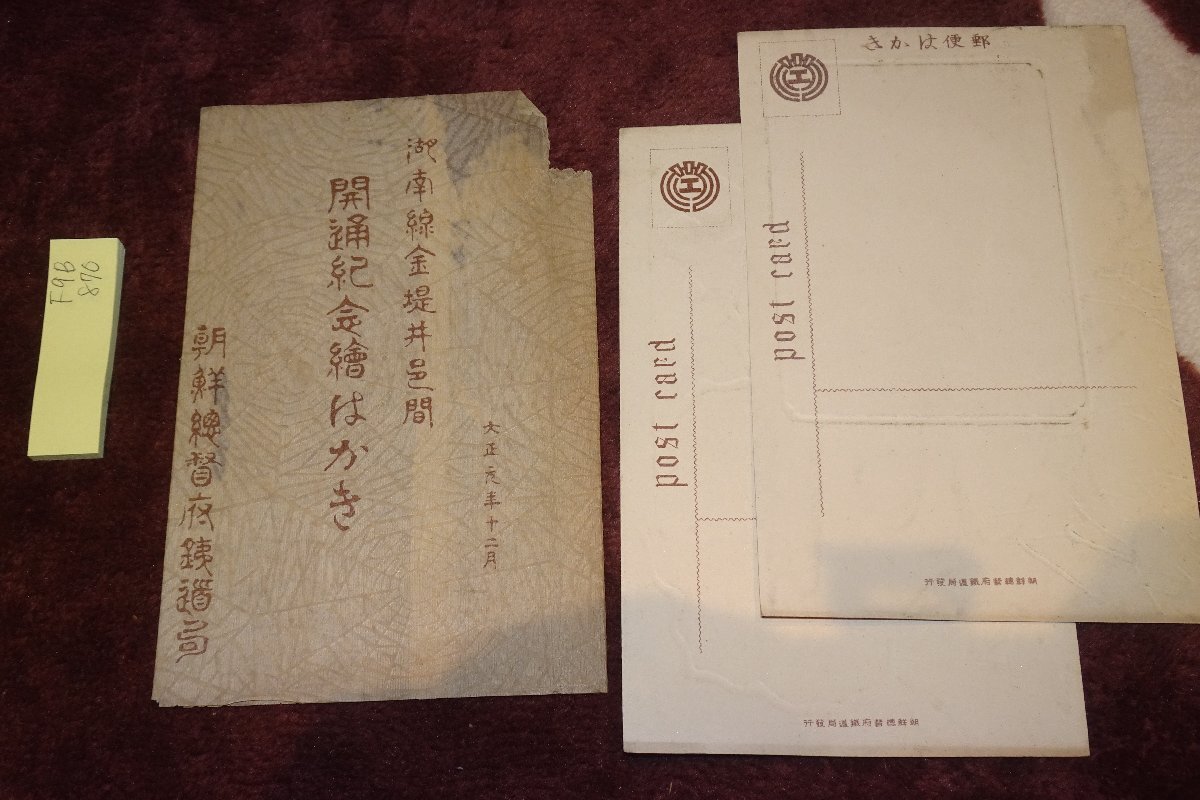 F9B
890
湖南線金堤井邑間
開通紀念繪はかき
大正元年十二月
朝鮮總督府鉄道局
post card
朝鮮總督府鐵道局發行
郵便はかき
post card
朝鮮總督府鐵道局發行